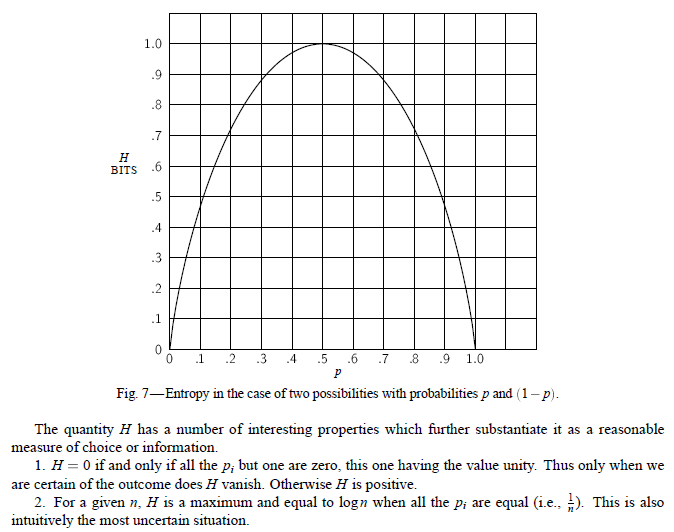 1.0
.9
.8
.7
H
BITS
.6
.5
.4
.3
.2
.1
0
0 .1 .2 .3 .4 .5 .6 .7 .8 .9 1.0
p
Fig. 7—Entropy in the case of two possibilities with probabilities p and (1−p).
The quantity H has a number of interesting properties which further substantiate it as a reasonable
measure of choice or information.
1. H = 0 if and only if all the pᵢ but one are zero, this one having the value unity. Thus only when we
are certain of the outcome does H vanish. Otherwise H is positive.
2. For a given n, H is a maximum and equal to log n when all the pᵢ are equal (i.e., 1/n). This is also
intuitively the most uncertain situation.